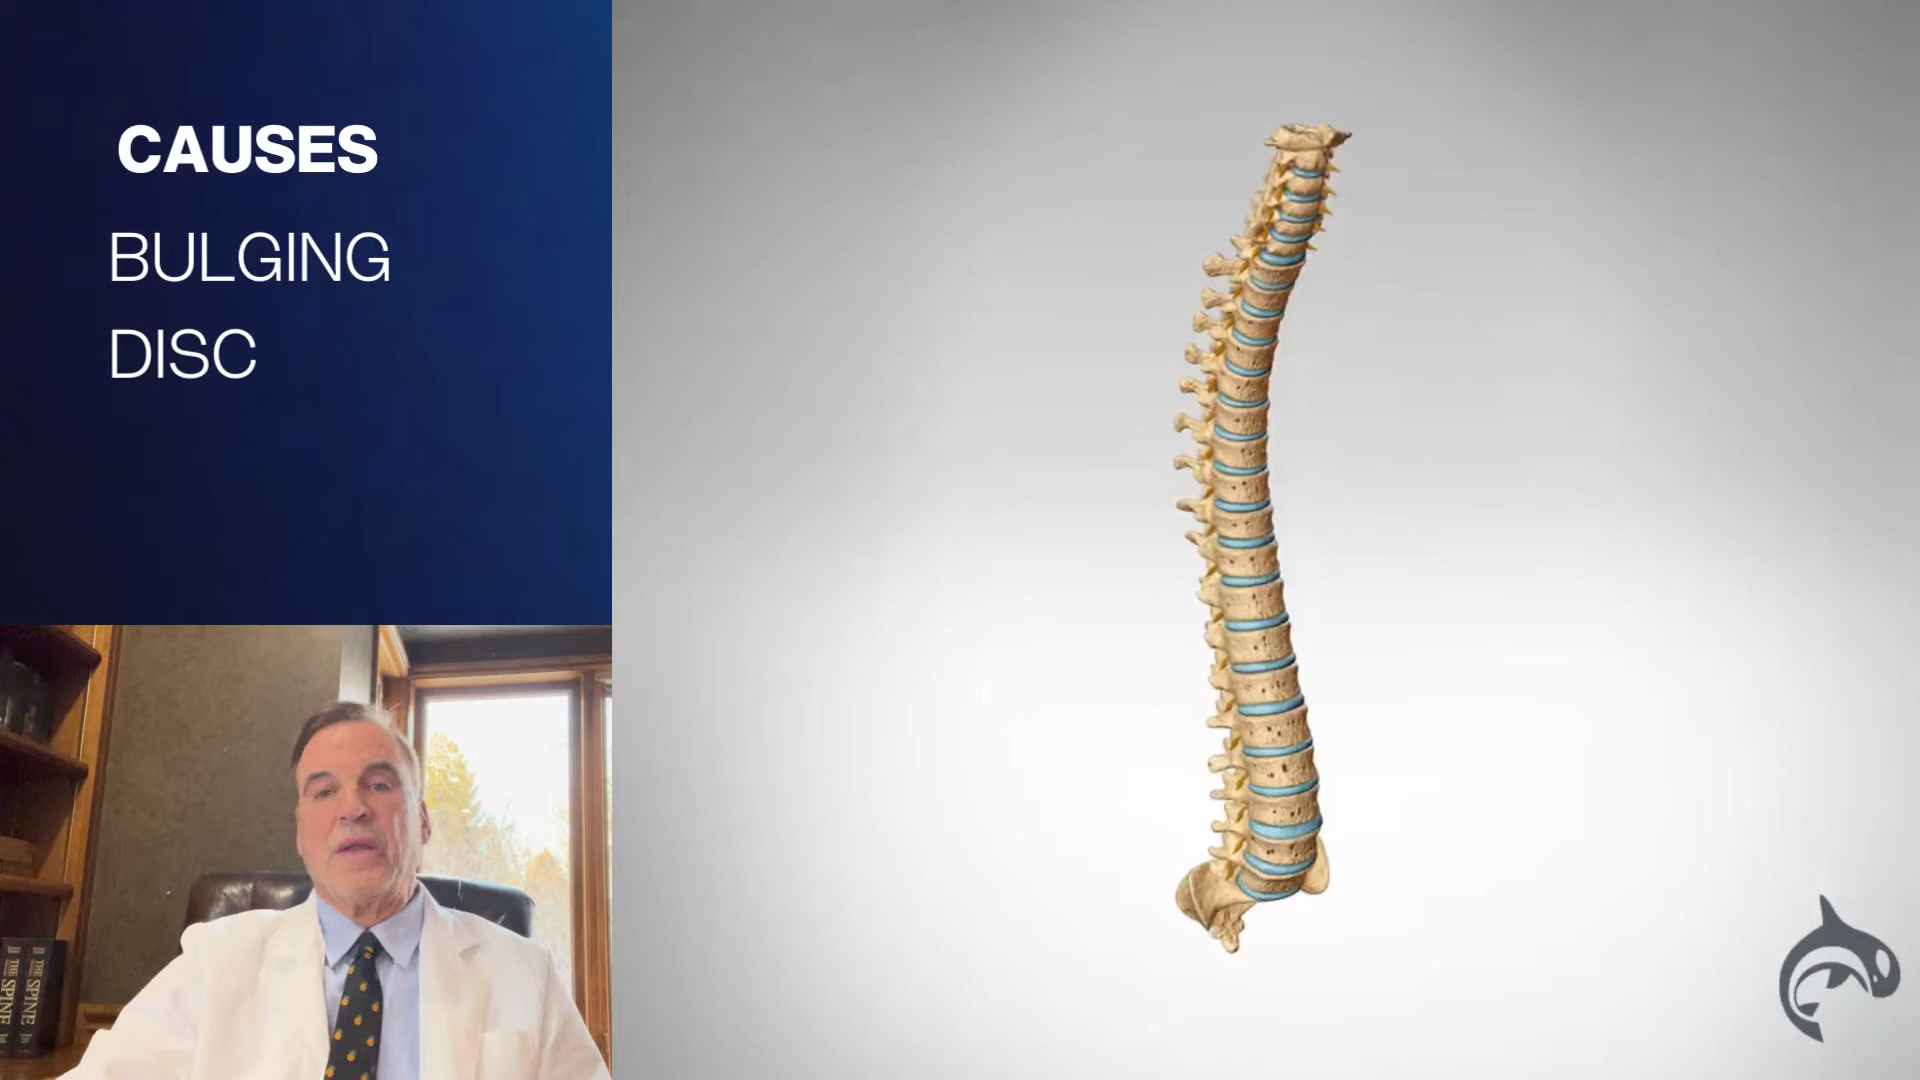 CAUSES
BULGING
DISC
THE SPINE
THE SPINE